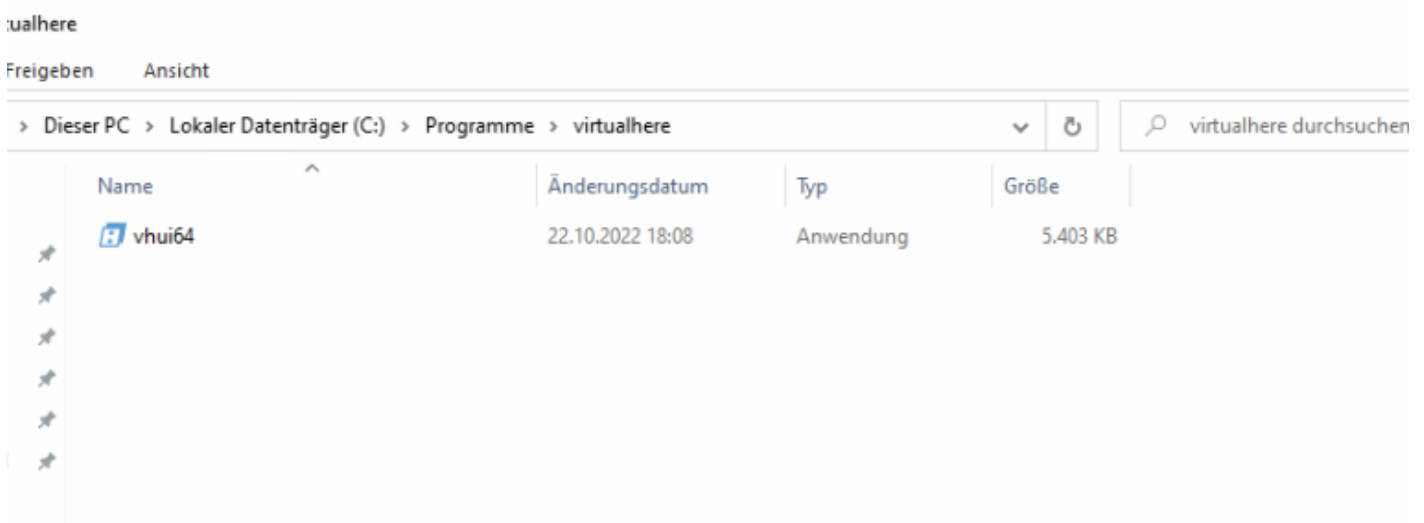 tualhere
Freigeben Ansicht
> Dieser PC > Lokaler Datenträger (C:) > Programme > virtualhere virtualhere durchsuchen
Name Änderungsdatum Typ Größe
vhui64 22.10.2022 18:08 Anwendung 5.403 KB